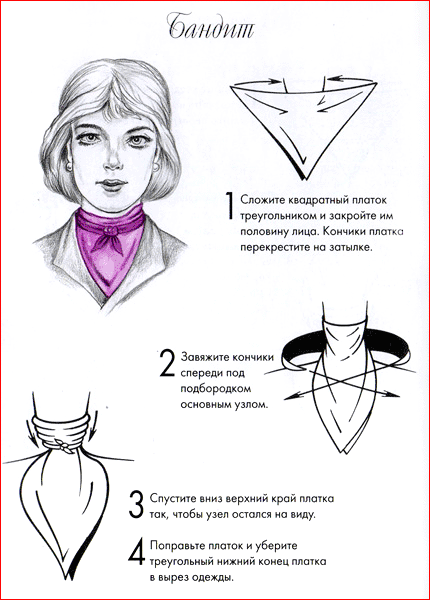 Бандит
1 Сложите квадратный платок
треугольником и закройте им
половину лица. Кончики платка
перекрестите на затылке.
2 Завяжите кончики
спереди под
подбородком
основным узлом.
3 Спустите вниз верхний край платка
так, чтобы узел остался на виду.
4 Поправьте платок и уберите
треугольный нижний конец платка
в вырез одежды.